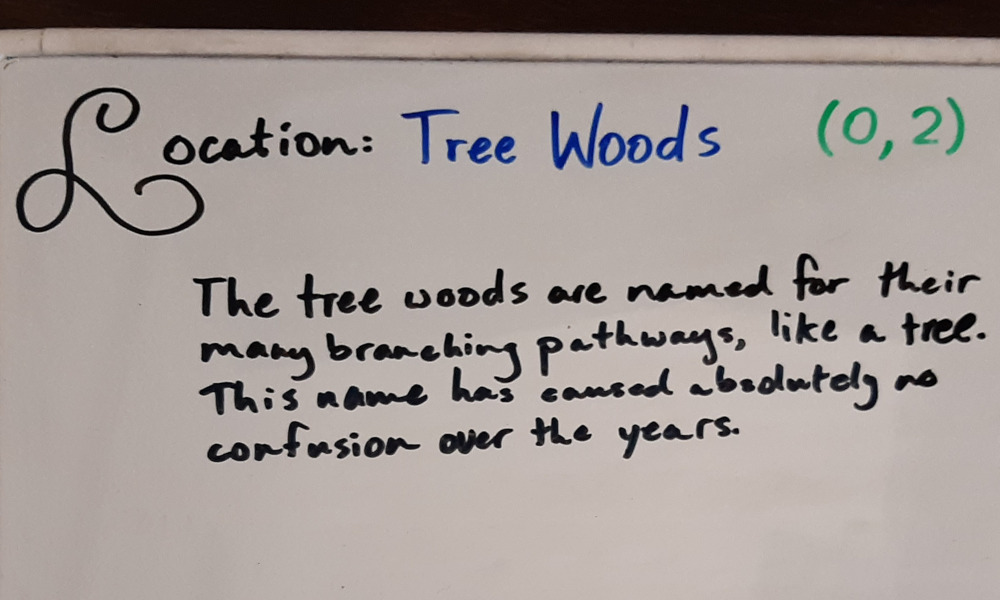 Location: Tree Woods (0,2)
The tree woods are named for their
many branching pathways, like a tree.
This name has caused absolutely no
confusion over the years.